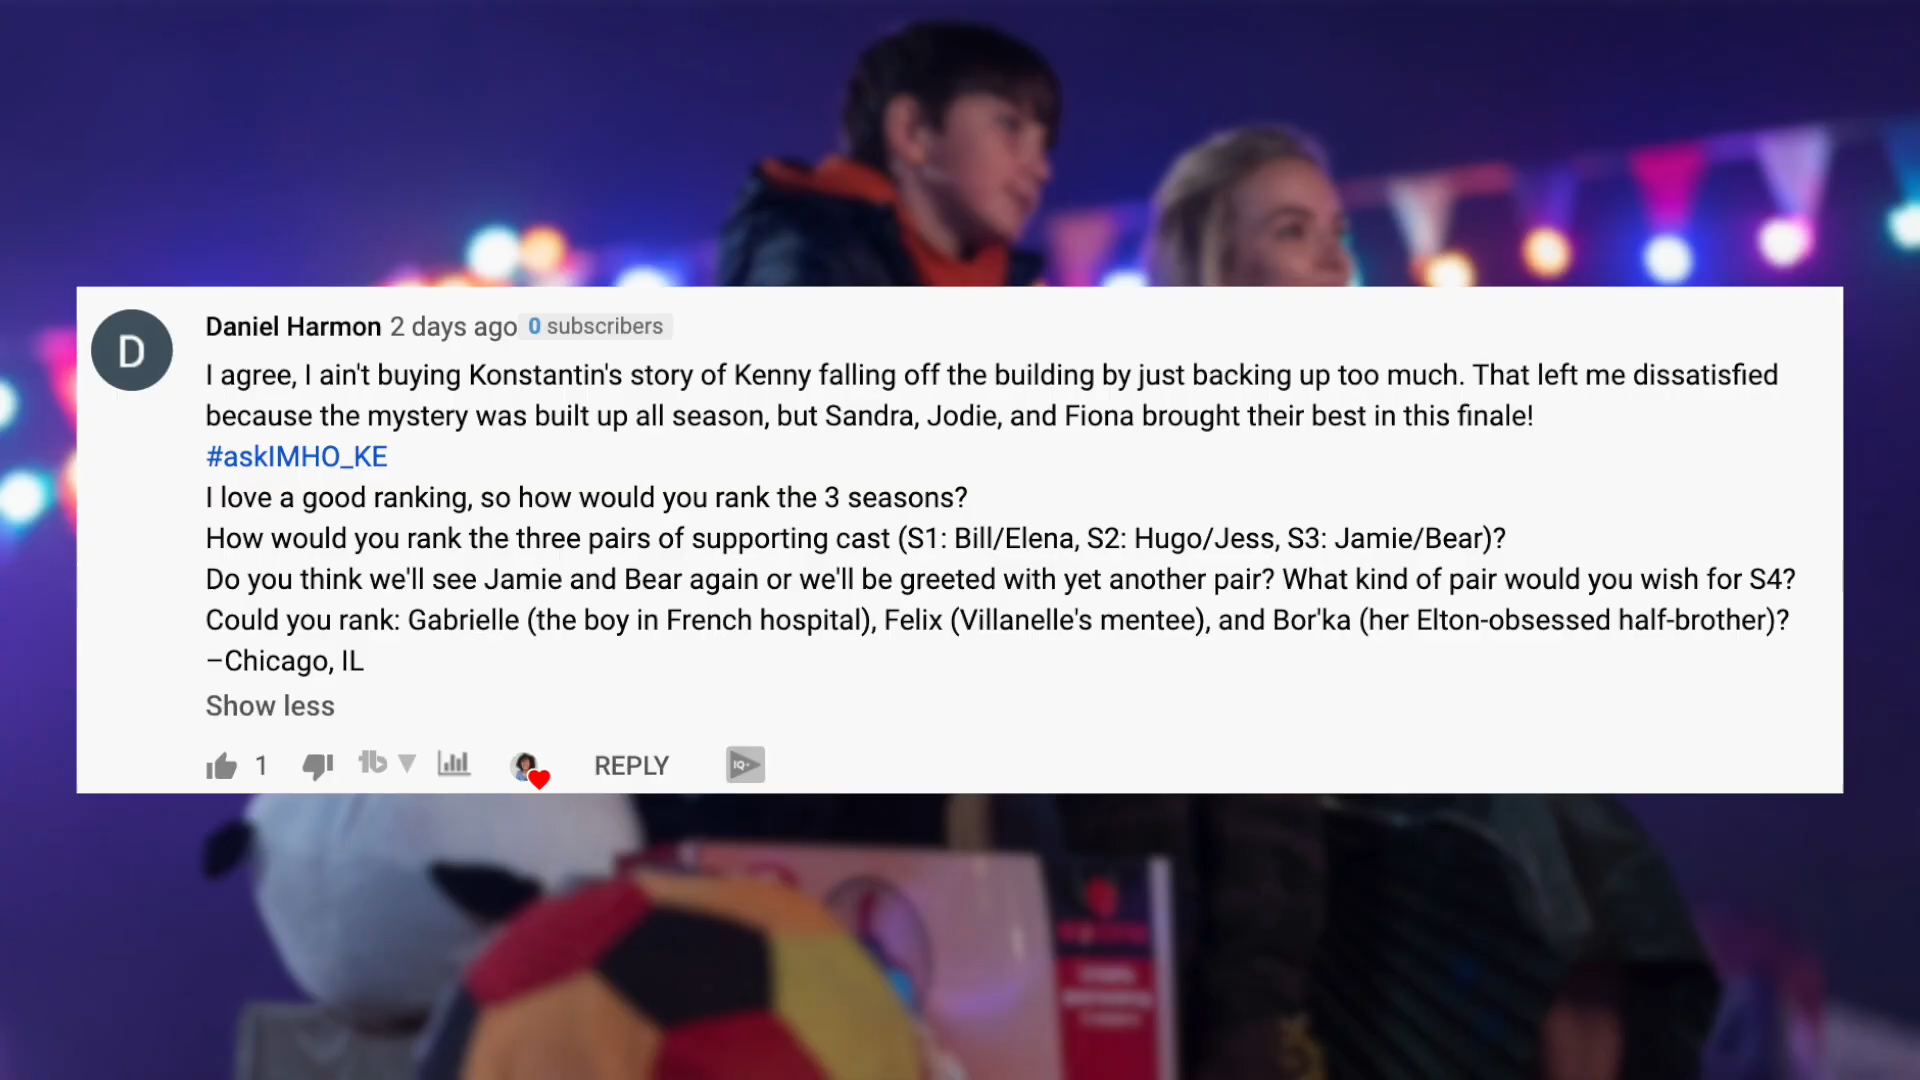 D
Daniel Harmon 2 days ago 0 subscribers
I agree, I ain't buying Konstantin's story of Kenny falling off the building by just backing up too much. That left me dissatisfied
because the mystery was built up all season, but Sandra, Jodie, and Fiona brought their best in this finale!
#askIMHO_KE
I love a good ranking, so how would you rank the 3 seasons?
How would you rank the three pairs of supporting cast (S1: Bill/Elena, S2: Hugo/Jess, S3: Jamie/Bear)?
Do you think we'll see Jamie and Bear again or we'll be greeted with yet another pair? What kind of pair would you wish for S4?
Could you rank: Gabrielle (the boy in French hospital), Felix (Villanelle's mentee), and Bor'ka (her Elton-obsessed half-brother)?
–Chicago, IL
Show less
1 REPLY IQ